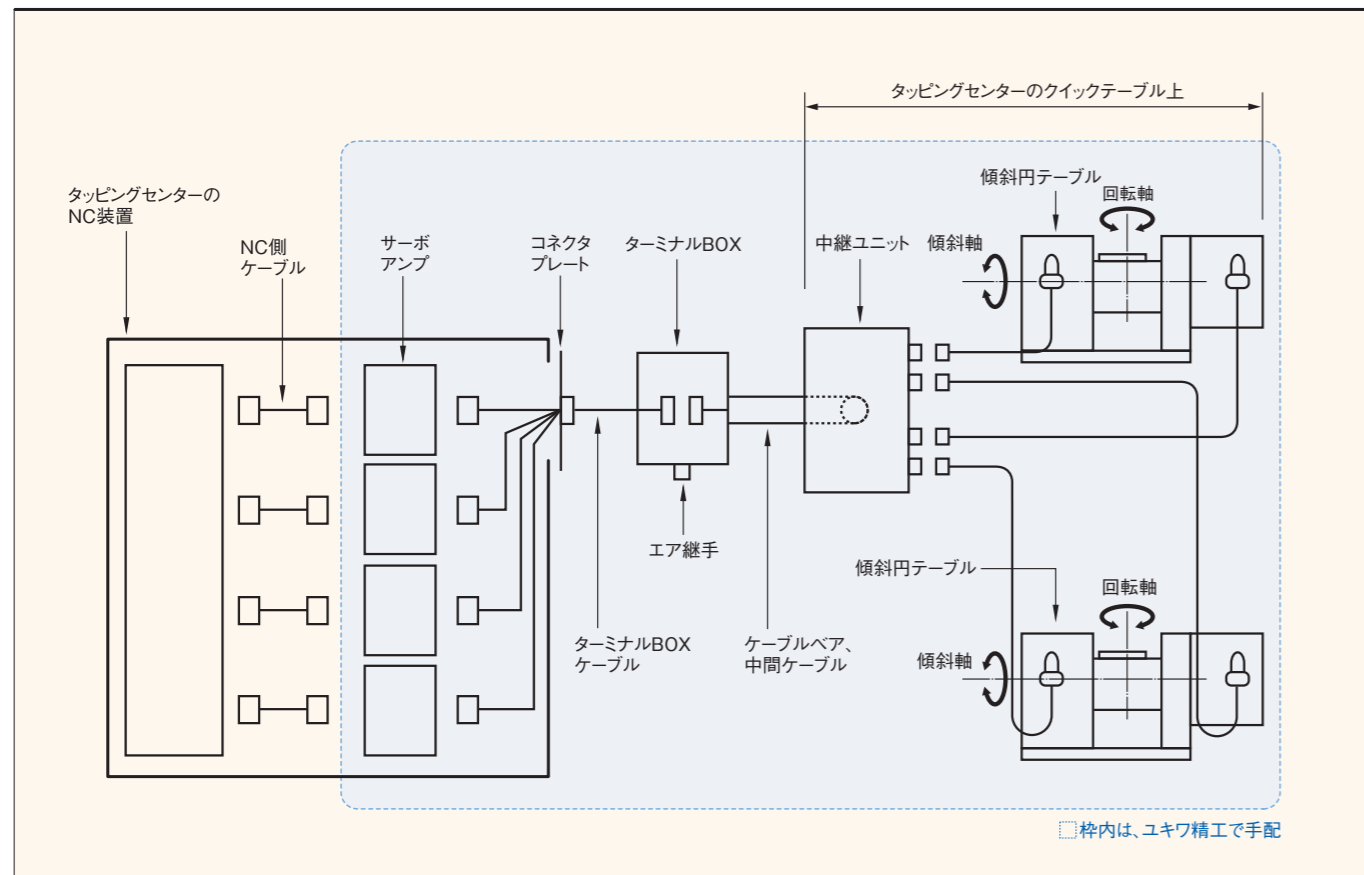 タッピングセンターのクイックテーブル上
タッピングセンターの
NC装置
NC側
ケーブル
サーボ
アンプ
コネクタ
プレート
ターミナルBOX
中継ユニット
傾斜軸
傾斜円テーブル
回転軸
エア継手
ターミナルBOX
ケーブル
ケーブルベア、
中間ケーブル
傾斜円テーブル
回転軸
傾斜軸
枠内は、ユキワ精工で手配